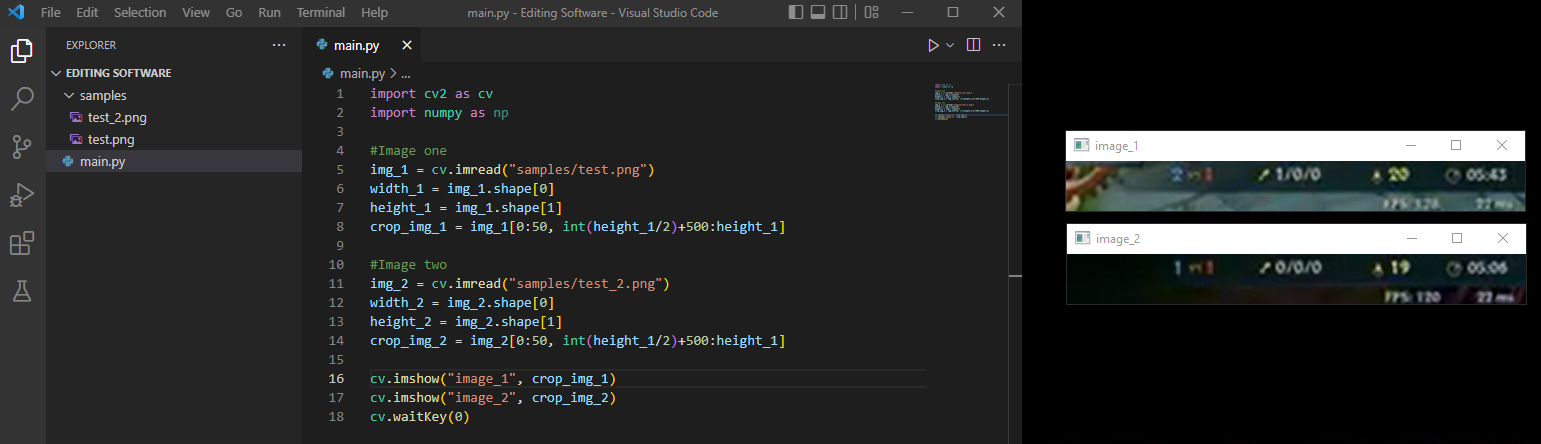 File Edit Selection View Go Run Terminal Help main.py - Editing Software - Visual Studio Code
EXPLORER
EDITING SOFTWARE
samples
test_2.png
test.png
main.py
main.py
main.py > ...
1 import cv2 as cv
2 import numpy as np
3
4 #Image one
5 img_1 = cv.imread("samples/test.png")
6 width_1 = img_1.shape[0]
7 height_1 = img_1.shape[1]
8 crop_img_1 = img_1[0:50, int(height_1/2)+500:height_1]
9
10 #Image two
11 img_2 = cv.imread("samples/test_2.png")
12 width_2 = img_2.shape[0]
13 height_2 = img_2.shape[1]
14 crop_img_2 = img_2[0:50, int(height_1/2)+500:height_1]
15
16 cv.imshow("image_1", crop_img_1)
17 cv.imshow("image_2", crop_img_2)
18 cv.waitKey(0)
image_1
2 vs 1 1/0/0 20 05:43
FPS: 128 22 ms
image_2
1 vs 1 0/0/0 19 05:06
FPS: 120 22 ms